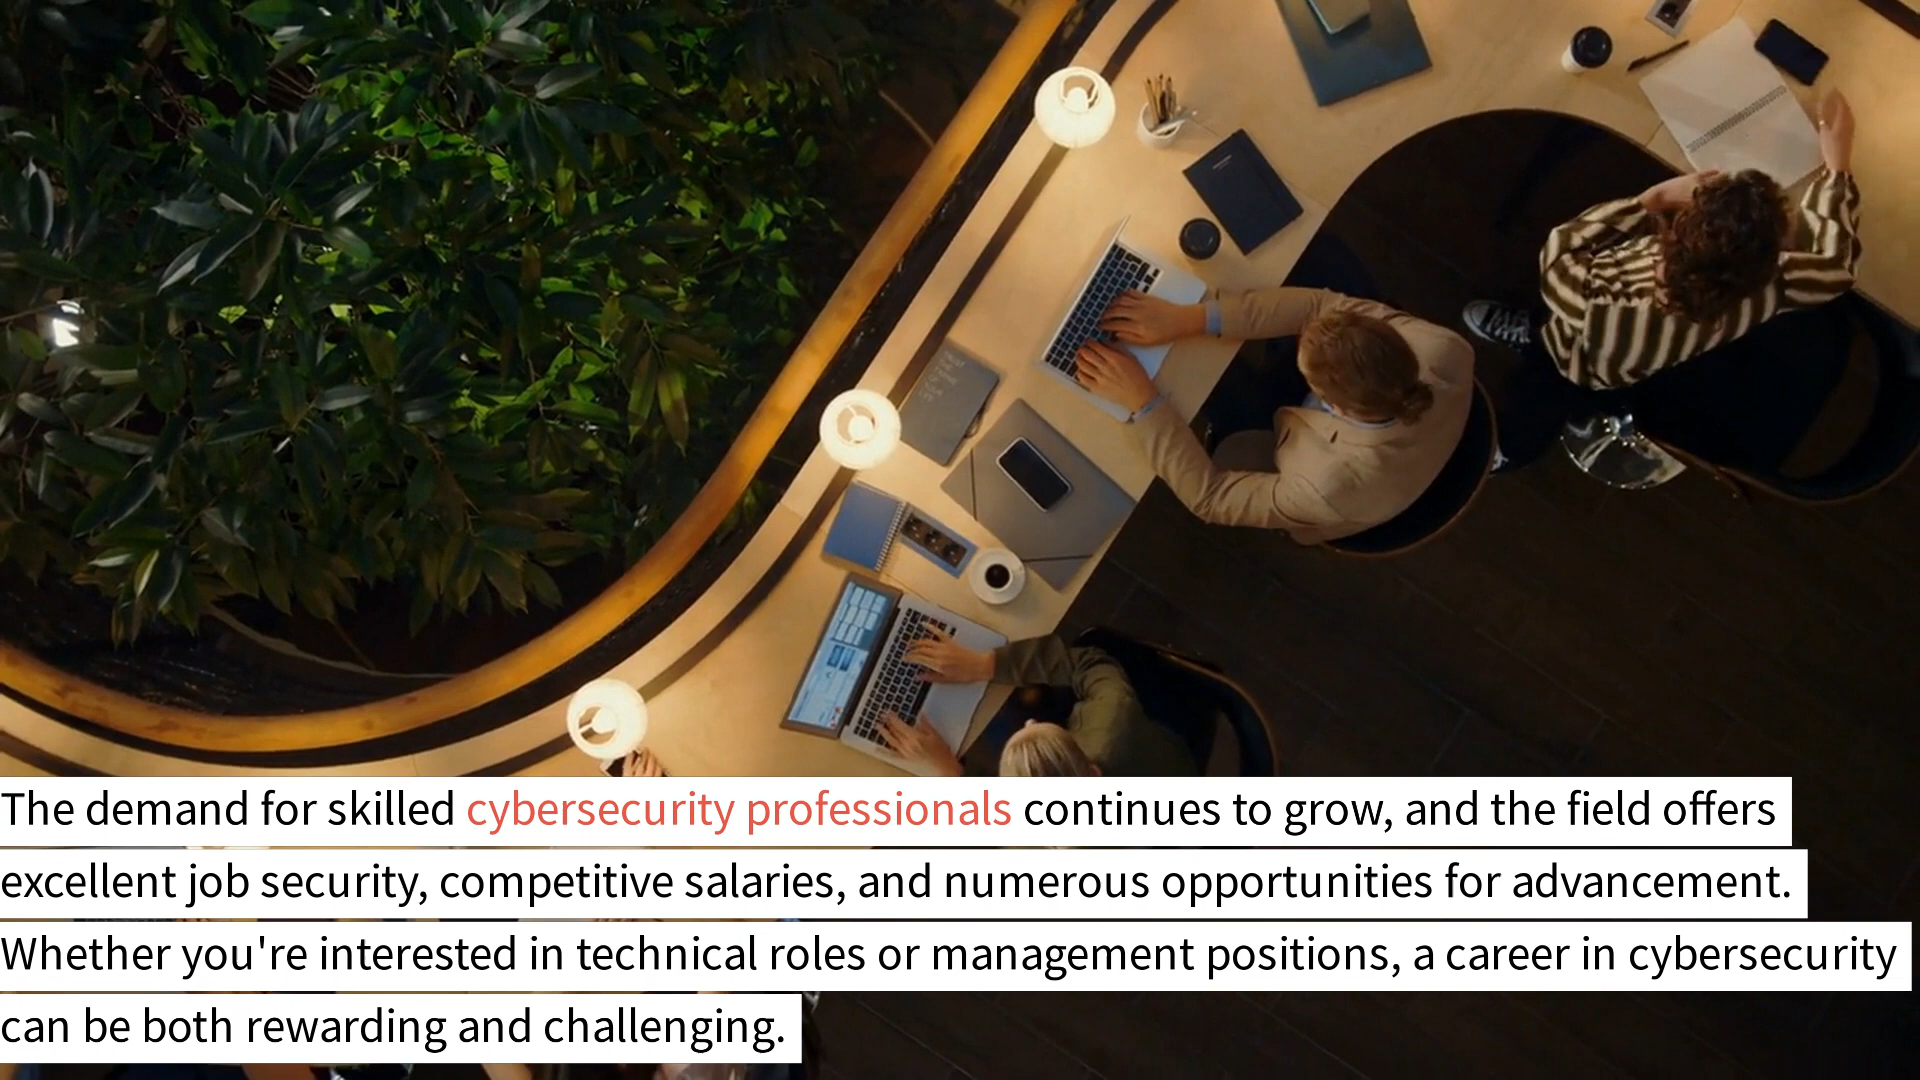 The demand for skilled cybersecurity professionals continues to grow, and the field offers
excellent job security, competitive salaries, and numerous opportunities for advancement.
Whether you're interested in technical roles or management positions, a career in cybersecurity
can be both rewarding and challenging.